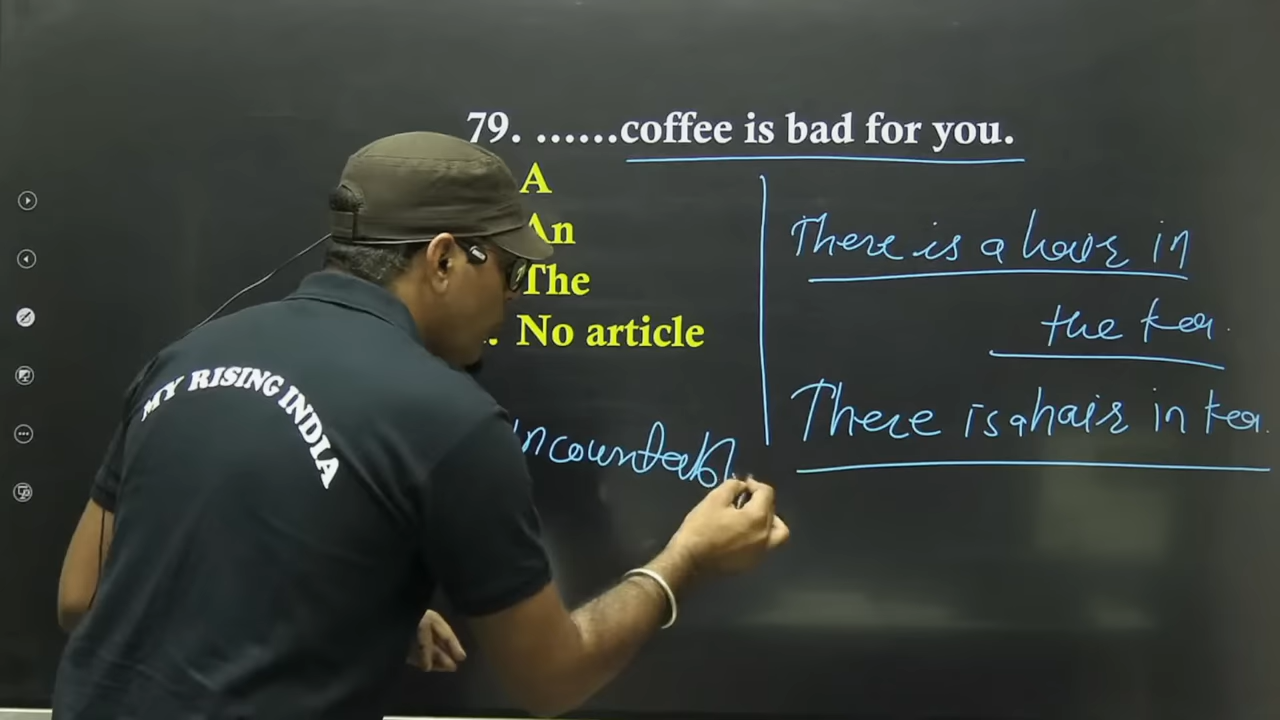 79. ......coffee is bad for you.
A
An
The
No article
There is a hair in
the tea.
There is a hair in tea.
uncountabl
MY RISING INDIA